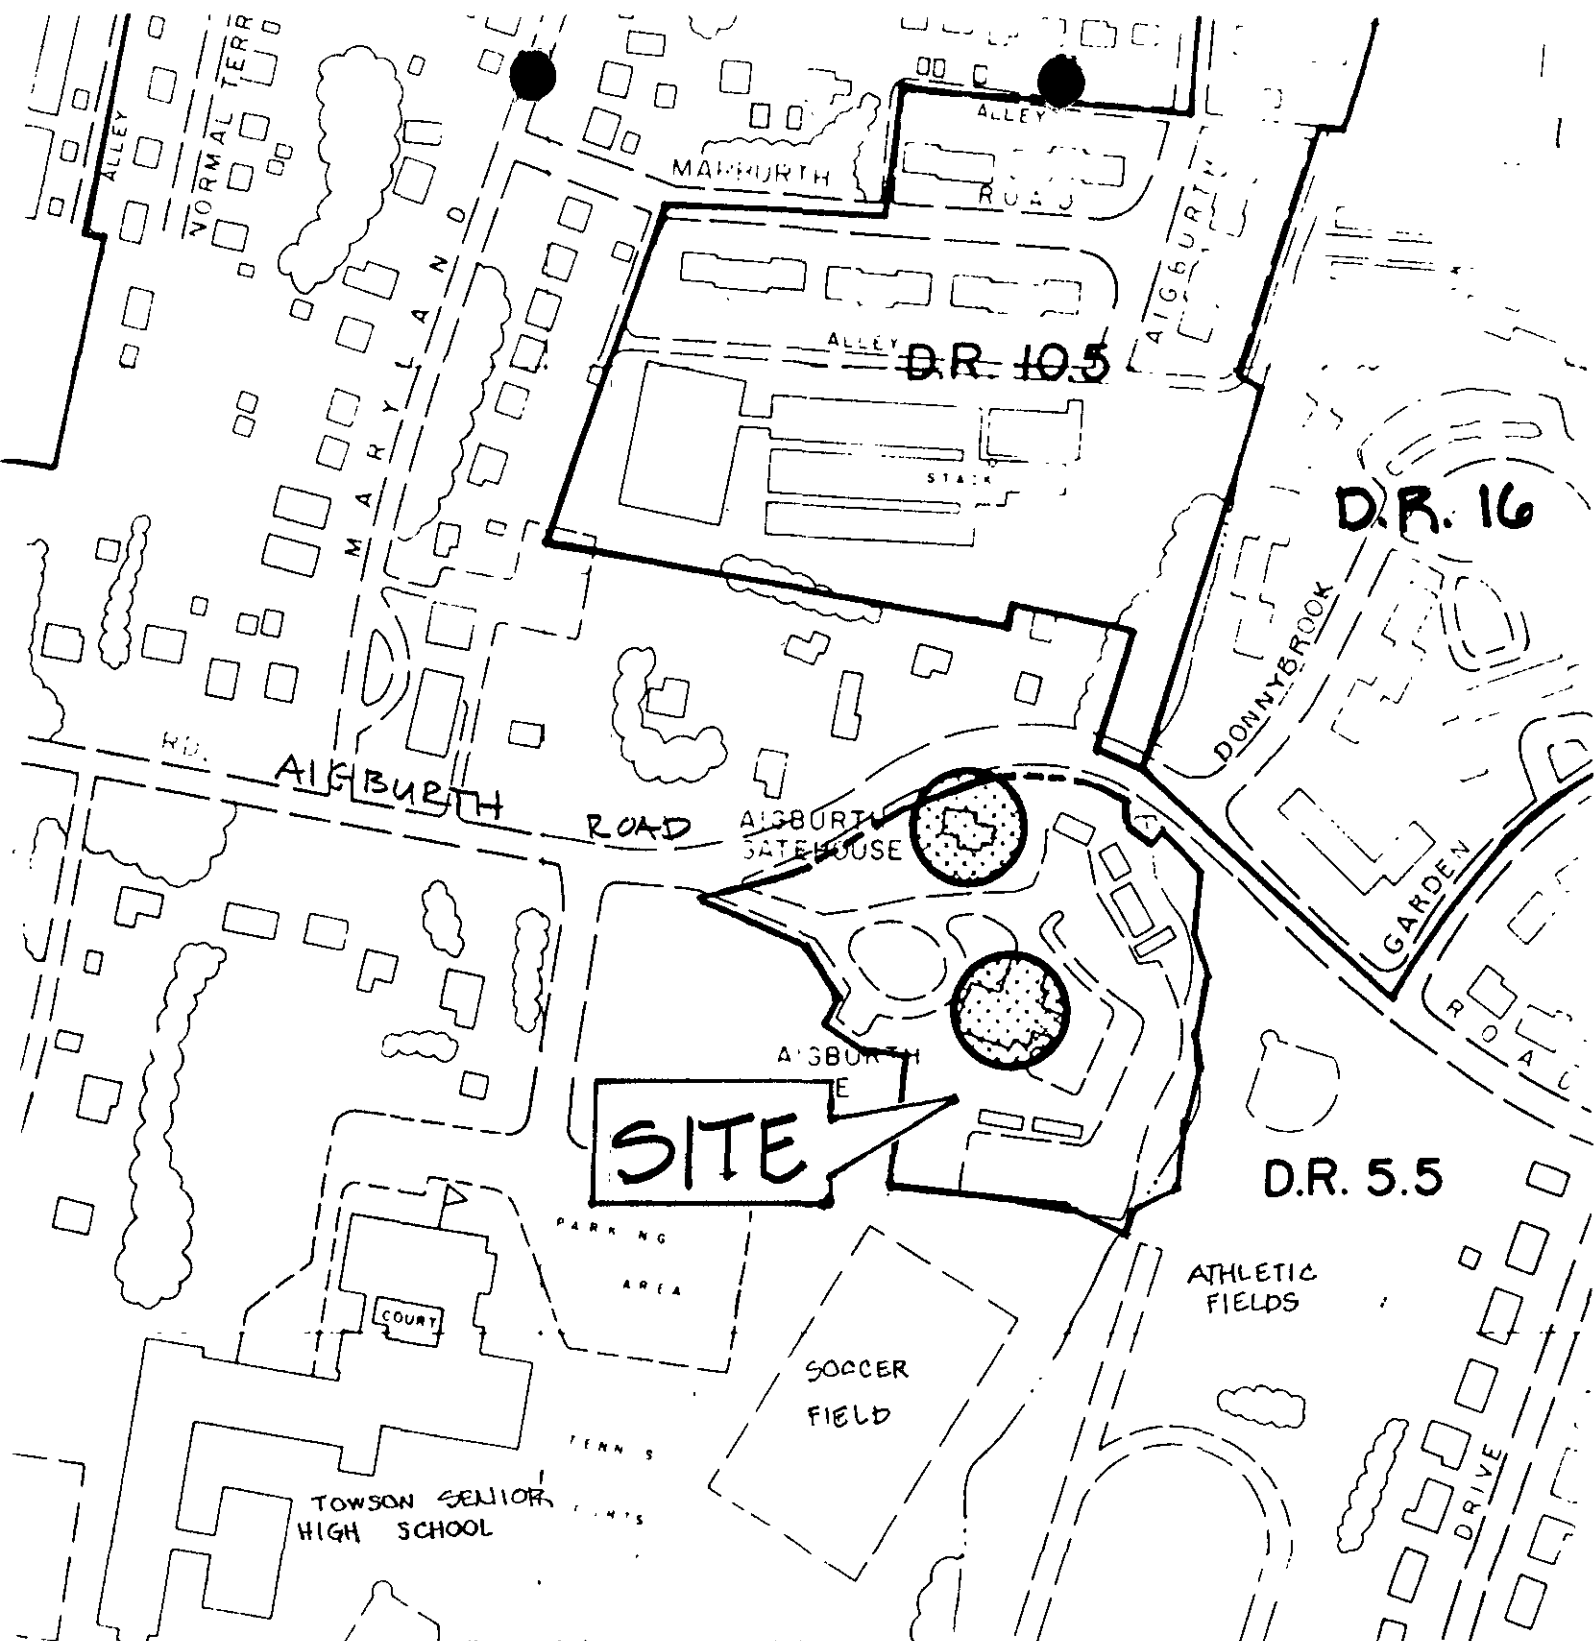 ALLEY
NORMAL TERR
MARYLAND
ALLEY
MARBURTH
ROAD
AIGBURTH
ALLEY
D.R. 10.5
STACK
D.R. 16
DONNYBROOK
RD.
AIGBURTH
ROAD
AIGBURTH
GATEHOUSE
GARDEN
ROAD
AIGBURTH
E
SITE
D.R. 5.5
PARKING
AREA
ATHLETIC
FIELDS
COURT
SOCCER
FIELD
TENNIS
TOWSON SENIOR
HIGH SCHOOL
DRIVE